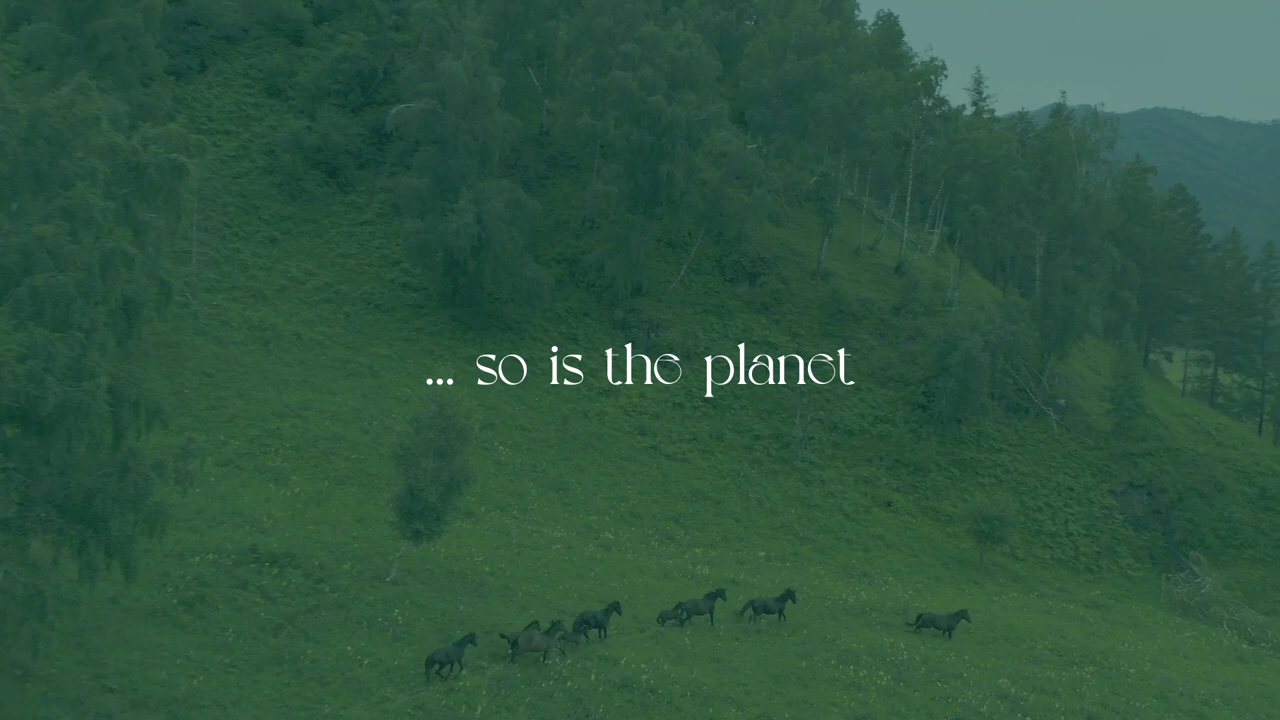 ... so is the planet